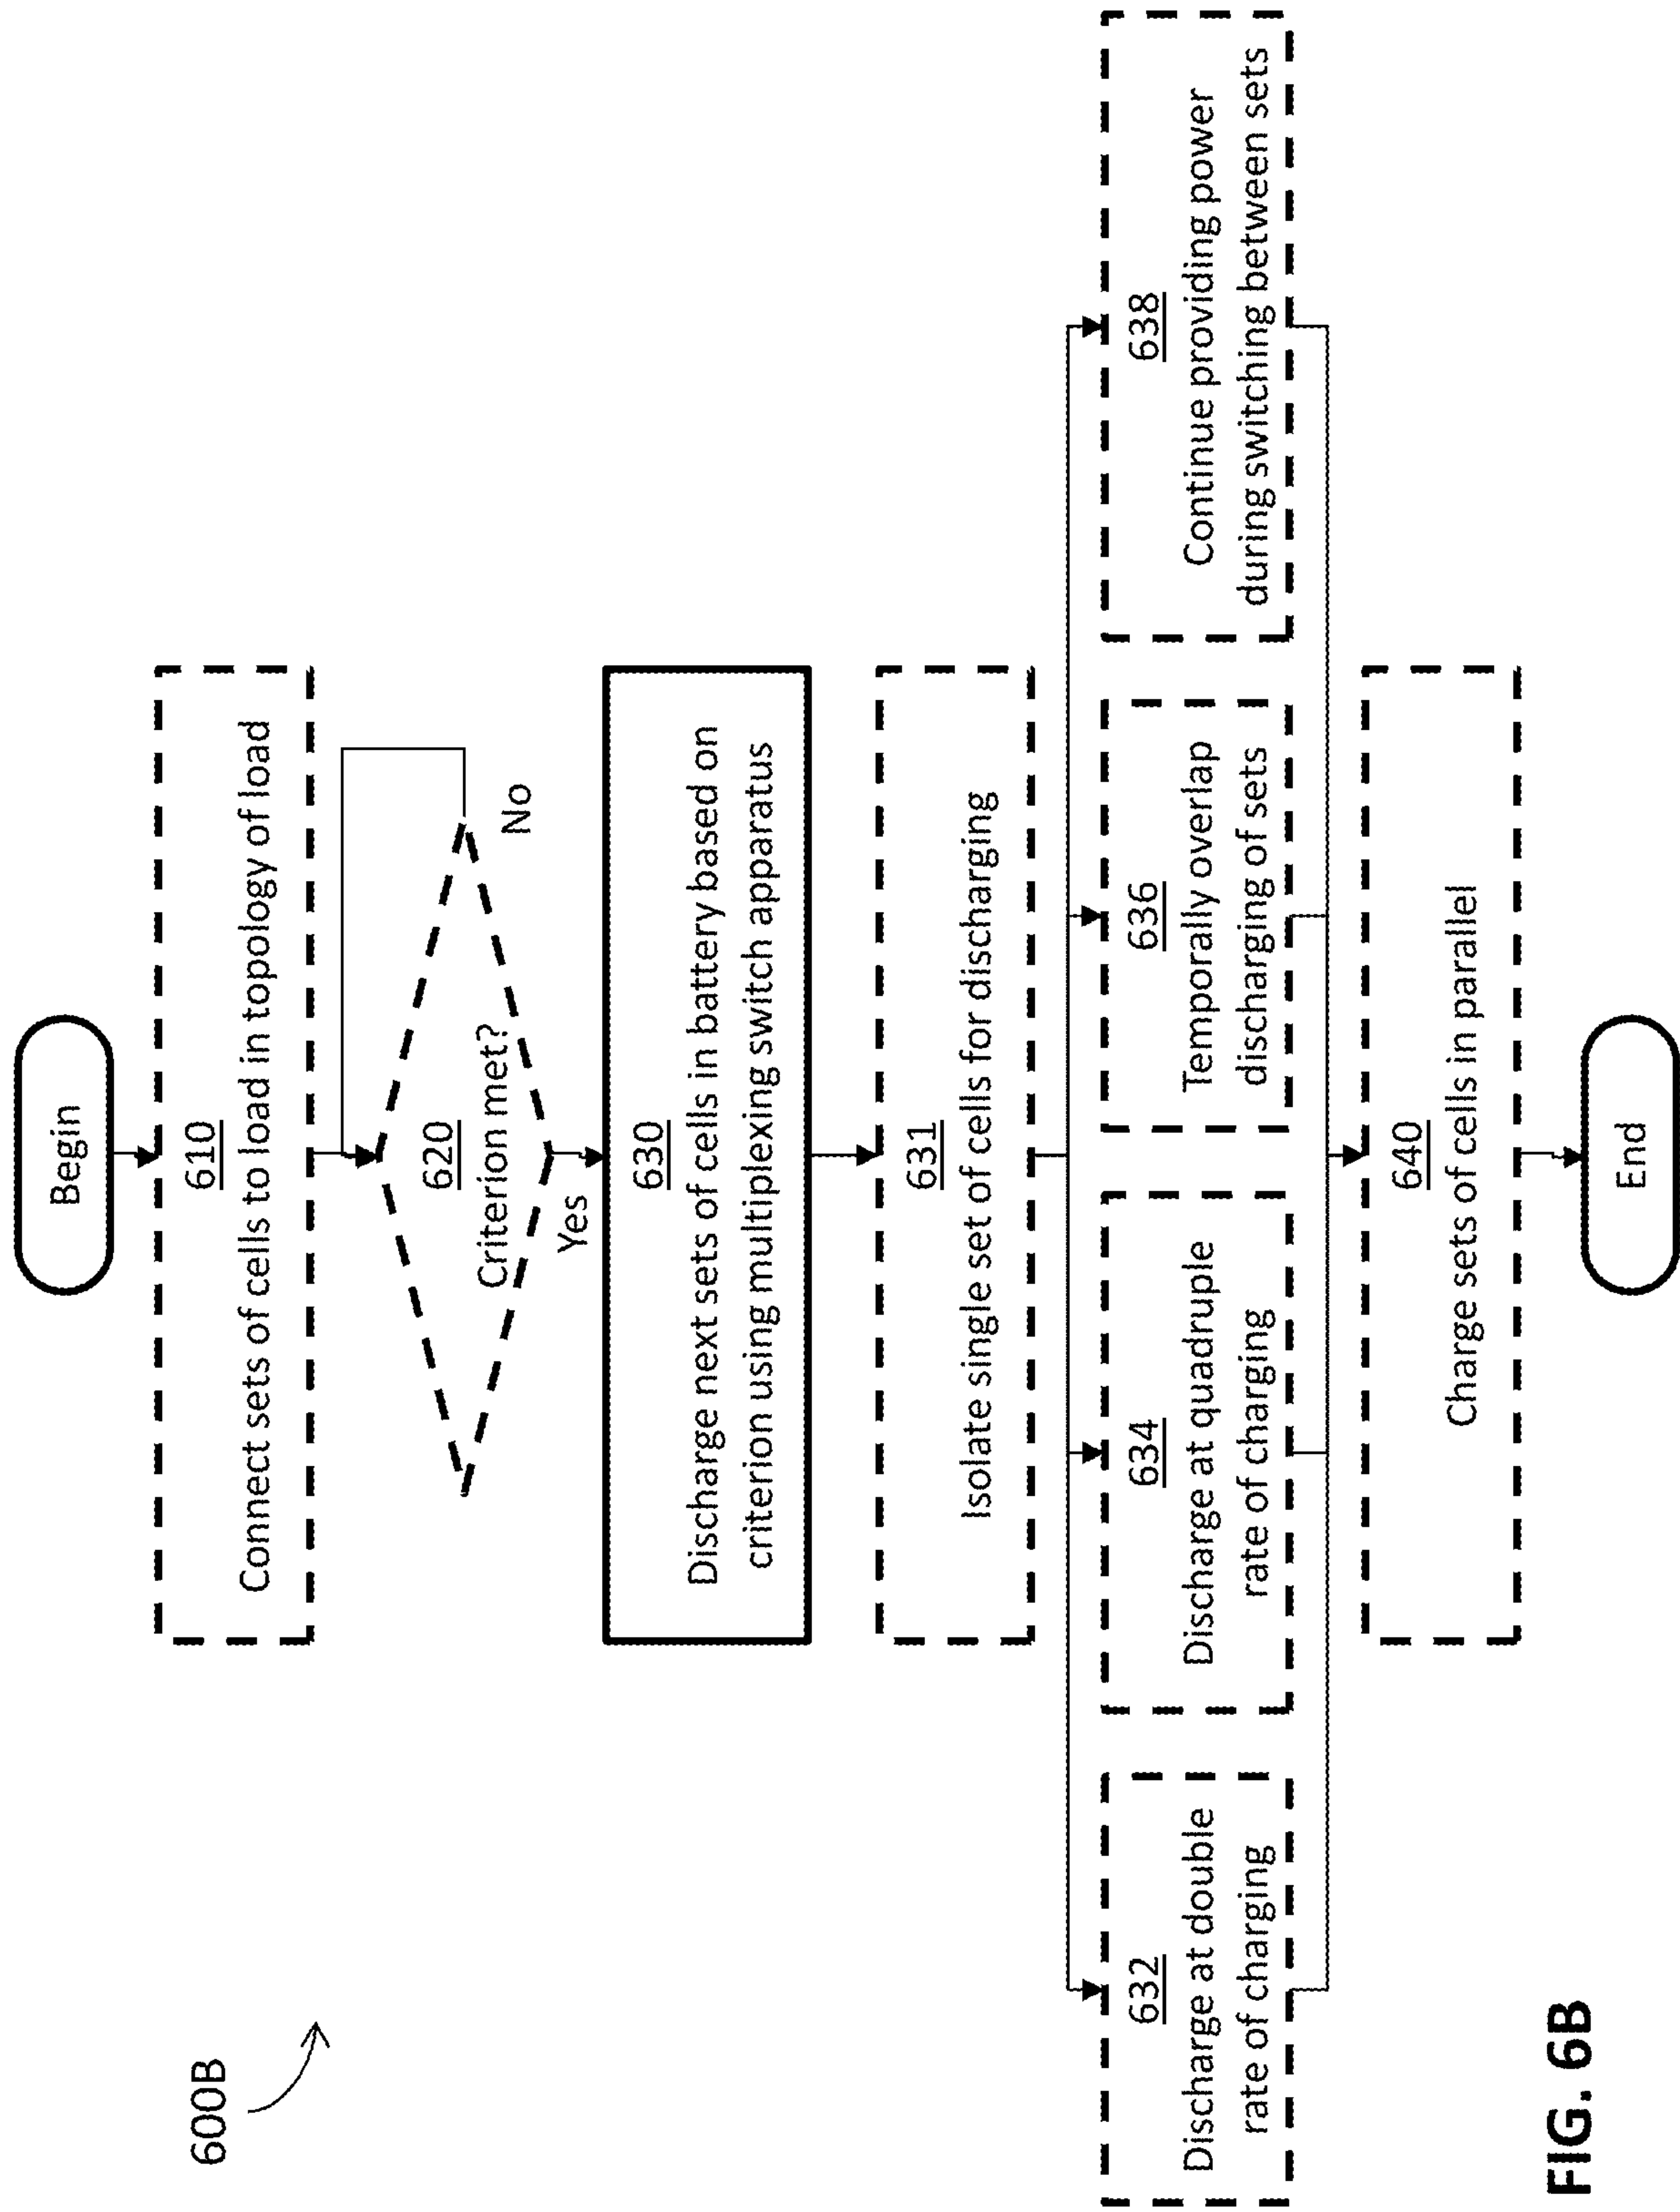 600B
Begin
610
Connect sets of cells to load in topology of load
620
Criterion met?
No
Yes
630
Discharge next sets of cells in battery based on
criterion using multiplexing switch apparatus
631
Isolate single set of cells for discharging
632
Discharge at double
rate of charging
634
Discharge at quadruple
rate of charging
636
Temporally overlap
discharging of sets
638
Continue providing power
during switching between sets
640
Charge sets of cells in parallel
End
FIG. 6B